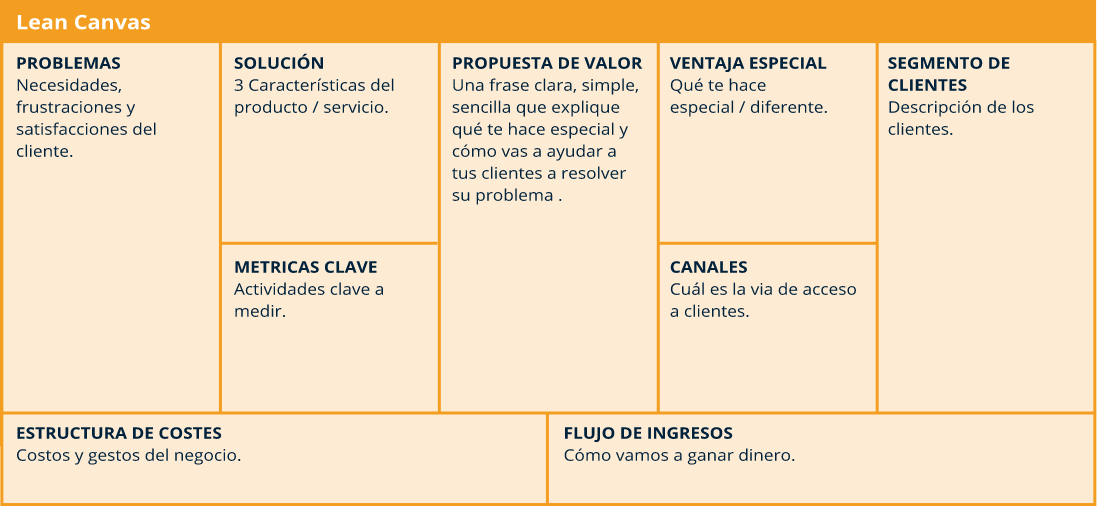 Lean Canvas
PROBLEMAS
Necesidades,
frustraciones y
satisfacciones del
cliente.
SOLUCIÓN
3 Características del
producto / servicio.
METRICAS CLAVE
Actividades clave a
medir.
PROPUESTA DE VALOR
Una frase clara, simple,
sencilla que explique
qué te hace especial y
cómo vas a ayudar a
tus clientes a resolver
su problema .
VENTAJA ESPECIAL
Qué te hace
especial / diferente.
CANALES
Cuál es la via de acceso
a clientes.
SEGMENTO DE
CLIENTES
Descripción de los
clientes.
ESTRUCTURA DE COSTES
Costos y gestos del negocio.
FLUJO DE INGRESOS
Cómo vamos a ganar dinero.